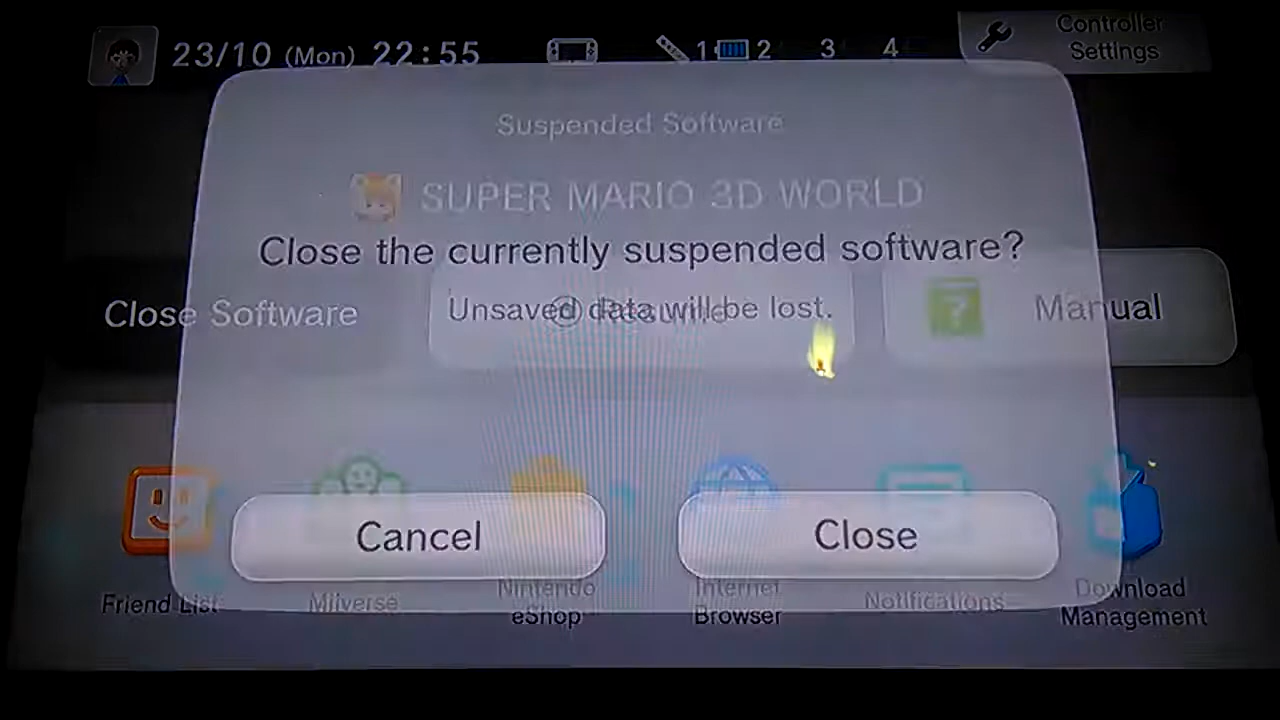 23/10 (Mon) 22:55
1 2 3 4
Controller
Settings
Suspended Software
SUPER MARIO 3D WORLD
Close the currently suspended software?
Close Software
Unsaved data will be lost.
Resume
?
Manual
Cancel
Close
Friend List
Miiverse
Nintendo
eShop
Internet
Browser
Notifications
Download
Management